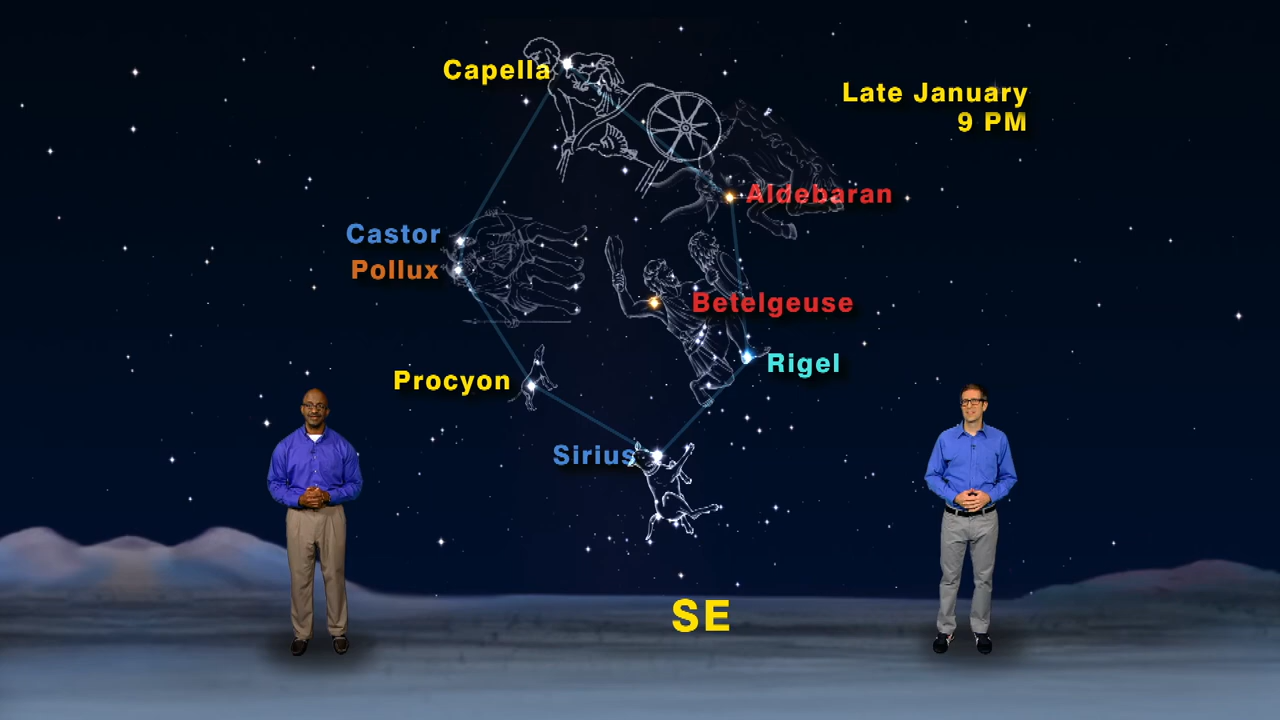 Capella
Late January
9 PM
Aldebaran
Castor
Pollux
Betelgeuse
Rigel
Procyon
Sirius
SE